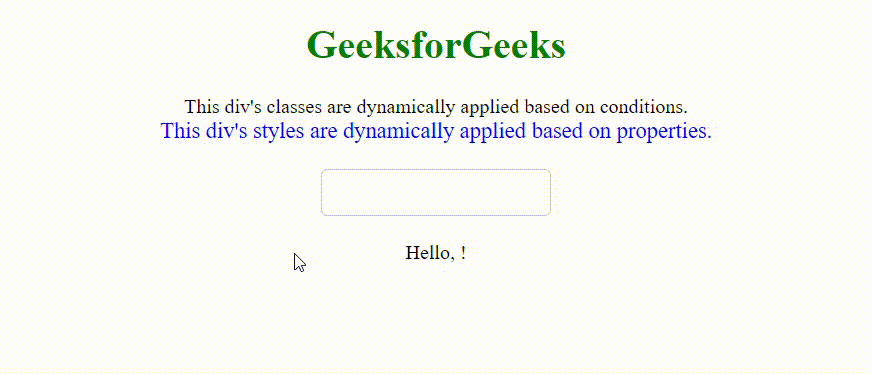 GeeksforGeeks
This div's classes are dynamically applied based on conditions.
This div's styles are dynamically applied based on properties.
Hello, !